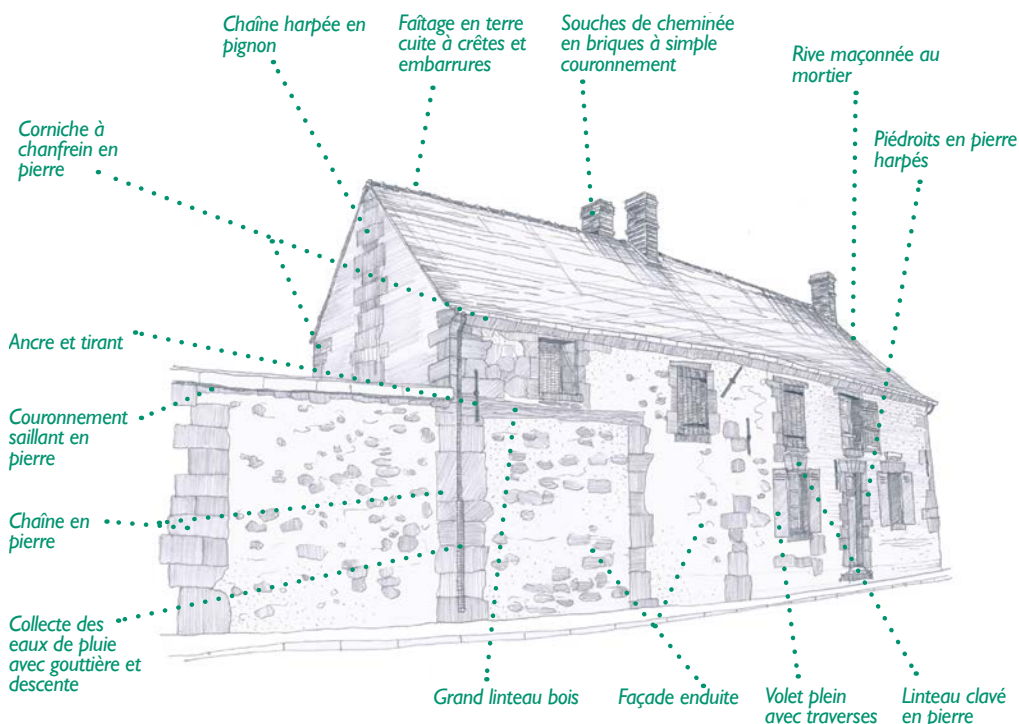 Chaîne harpée en
pignon
Faîtage en terre
cuite à crêtes et
embarrures
Souches de cheminée
en briques à simple
couronnement
Rive maçonnée au
mortier
Piédroits en pierre
harpés
Corniche à
chanfrein en
pierre
Ancre et tirant
Couronnement
saillant en
pierre
Chaîne en
pierre
Collecte des
eaux de pluie
avec gouttière et
descente
Grand linteau bois
Façade enduite
Volet plein
avec traverses
Linteau clavé
en pierre